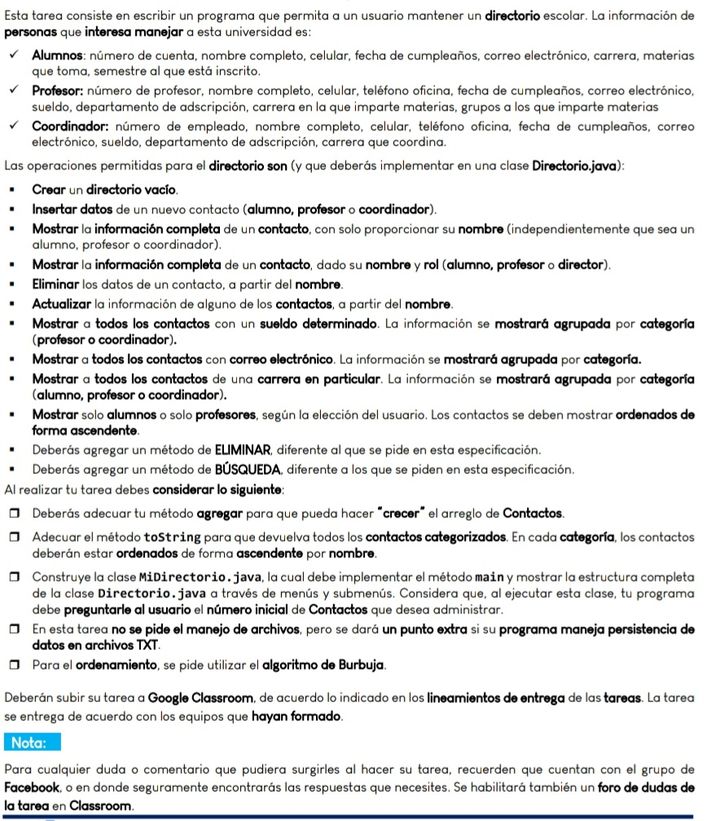 Esta tarea consiste en escribir un programa que permita a un usuario mantener un directorio escolar. La información de
personas que interesa manejar a esta universidad es:
✓ Alumnos: número de cuenta, nombre completo, celular, fecha de cumpleaños, correo electrónico, carrera, materias
que toma, semestre al que está inscrito.
✓ Profesor: número de profesor, nombre completo, celular, teléfono oficina, fecha de cumpleaños, correo electrónico,
sueldo, departamento de adscripción, carrera en la que imparte materias, grupos a los que imparte materias
✓ Coordinador: número de empleado, nombre completo, celular, teléfono oficina, fecha de cumpleaños, correo
electrónico, sueldo, departamento de adscripción, carrera que coordina.
Las operaciones permitidas para el directorio son (y que deberás implementar en una clase Directorio.java):
▪ Crear un directorio vacío.
▪ Insertar datos de un nuevo contacto (alumno, profesor o coordinador).
▪ Mostrar la información completa de un contacto, con solo proporcionar su nombre (independientemente que sea un
alumno, profesor o coordinador).
▪ Mostrar la información completa de un contacto, dado su nombre y rol (alumno, profesor o director).
▪ Eliminar los datos de un contacto, a partir del nombre.
▪ Actualizar la información de alguno de los contactos, a partir del nombre.
▪ Mostrar a todos los contactos con un sueldo determinado. La información se mostrará agrupada por categoría
(profesor o coordinador).
▪ Mostrar a todos los contactos con correo electrónico. La información se mostrará agrupada por categoría.
▪ Mostrar a todos los contactos de una carrera en particular. La información se mostrará agrupada por categoría
(alumno, profesor o coordinador).
▪ Mostrar solo alumnos o solo profesores, según la elección del usuario. Los contactos se deben mostrar ordenados de
forma ascendente.
▪ Deberás agregar un método de ELIMINAR, diferente al que se pide en esta especificación.
▪ Deberás agregar un método de BÚSQUEDA, diferente a los que se piden en esta especificación.
Al realizar tu tarea debes considerar lo siguiente:
❒ Deberás adecuar tu método agregar para que pueda hacer "crecer" el arreglo de Contactos.
❒ Adecuar el método toString para que devuelva todos los contactos categorizados. En cada categoría, los contactos
deberán estar ordenados de forma ascendente por nombre.
❒ Construye la clase MiDirectorio.java, la cual debe implementar el método main y mostrar la estructura completa
de la clase Directorio.java a través de menús y submenús. Considera que, al ejecutar esta clase, tu programa
debe preguntarle al usuario el número inicial de Contactos que desea administrar.
❒ En esta tarea no se pide el manejo de archivos, pero se dará un punto extra si su programa maneja persistencia de
datos en archivos TXT.
❒ Para el ordenamiento, se pide utilizar el algoritmo de Burbuja.
Deberán subir su tarea a Google Classroom, de acuerdo lo indicado en los lineamientos de entrega de las tareas. La tarea
se entrega de acuerdo con los equipos que hayan formado.
Nota:
Para cualquier duda o comentario que pudiera surgirles al hacer su tarea, recuerden que cuentan con el grupo de
Facebook, o en donde seguramente encontrarás las respuestas que necesites. Se habilitará también un foro de dudas de
la tarea en Classroom.